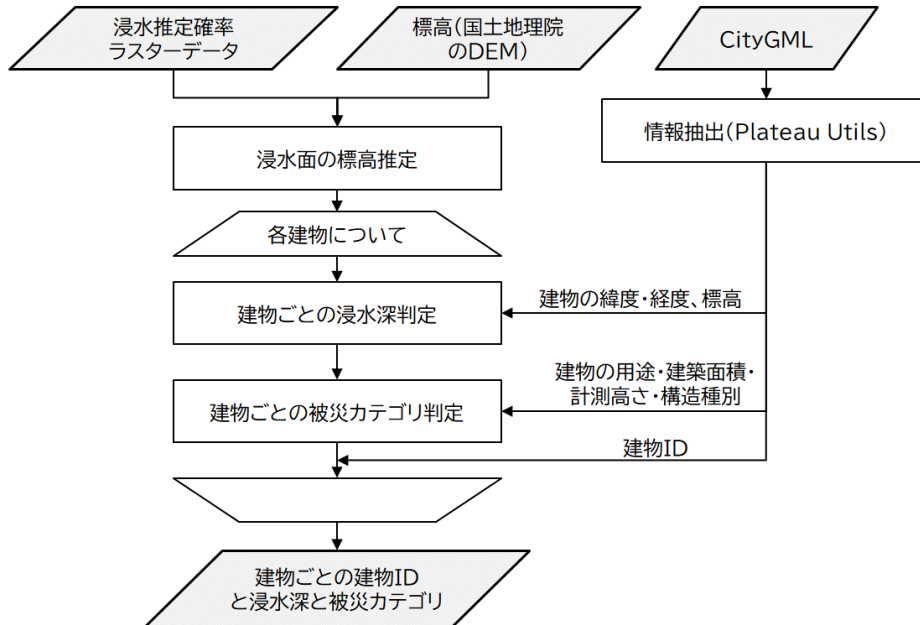 浸水推定確率
ラスターデータ
標高(国土地理院
のDEM)
CityGML
情報抽出(Plateau Utils)
浸水面の標高推定
各建物について
建物ごとの浸水深判定
建物の緯度・経度、標高
建物の用途・建築面積・
計測高さ・構造種別
建物ごとの被災カテゴリ判定
建物ID
建物ごとの建物ID
と浸水深と被災カテゴリ